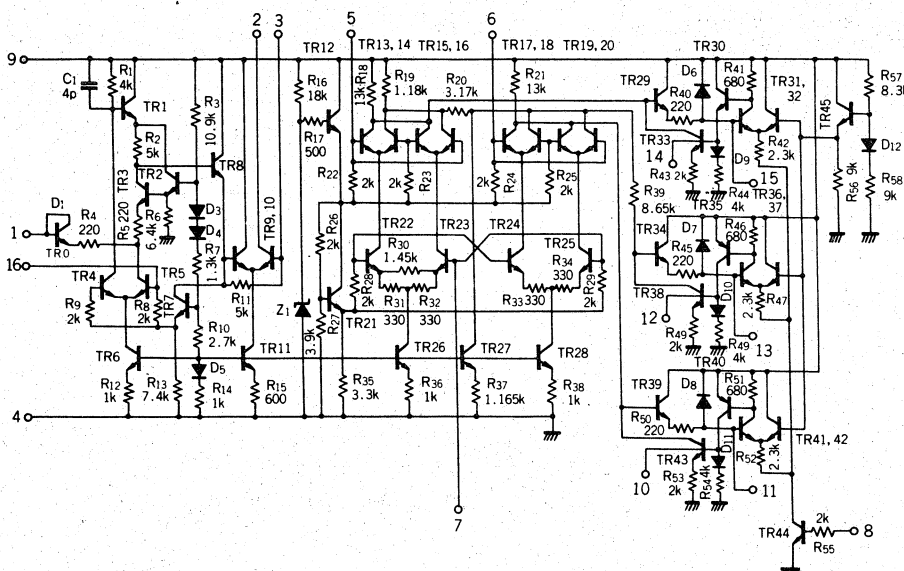 2 3 5 6
9
TR12 TR13, 14 TR15, 16 TR17, 18 TR19, 20 TR30
C1
4p
R1
4k
TR1
R3
10.9k
R16
18k
R17
500
R18
13k
R19
1.18k
R20
3.17k
R21
13k
TR29
D6
R41
680
R40
220
TR31,
32
TR45
R57
8.3k
R2
5k
TR8
TR3
TR2
TR33
14
D9
R42
2.3k
D12
15
R43 2k
R44
4k
TR36,
37
R56
9k
R58
9k
D1
1
TR0
R4
220
R5 220
R6
6.4k
D3
D4
R7
1.3k
TR9, 10
R22
2k
2k
R23
2k
R24
R25
2k
R39
8.65k
TR35
16
TR4
TR5
TR7
R8
2k
R9
2k
R11
5k
R26
2k
TR22
TR23
TR24
TR25
R30
1.45k
R28
2k
R31
330
R32
330
R33
330
R34
330
R29
2k
TR34
D7
R45
220
R46
680
D10
2.3k
R47
TR38
12
R49
2k
R49
4k
13
Z1
R27
3.9k
TR21
R10
2.7k
TR6
D5
TR11
TR26
TR27
TR28
TR40
R12
1k
R13
7.4k
R14
1k
R15
600
R35
3.3k
R36
1k
R37
1.165k
R38
1k
TR39
D8
R51
680
R50
220
4
TR41, 42
R52
2.3k
D11
TR43
10
R53
2k
R54
4k
11
7
TR44
2k
R55
8